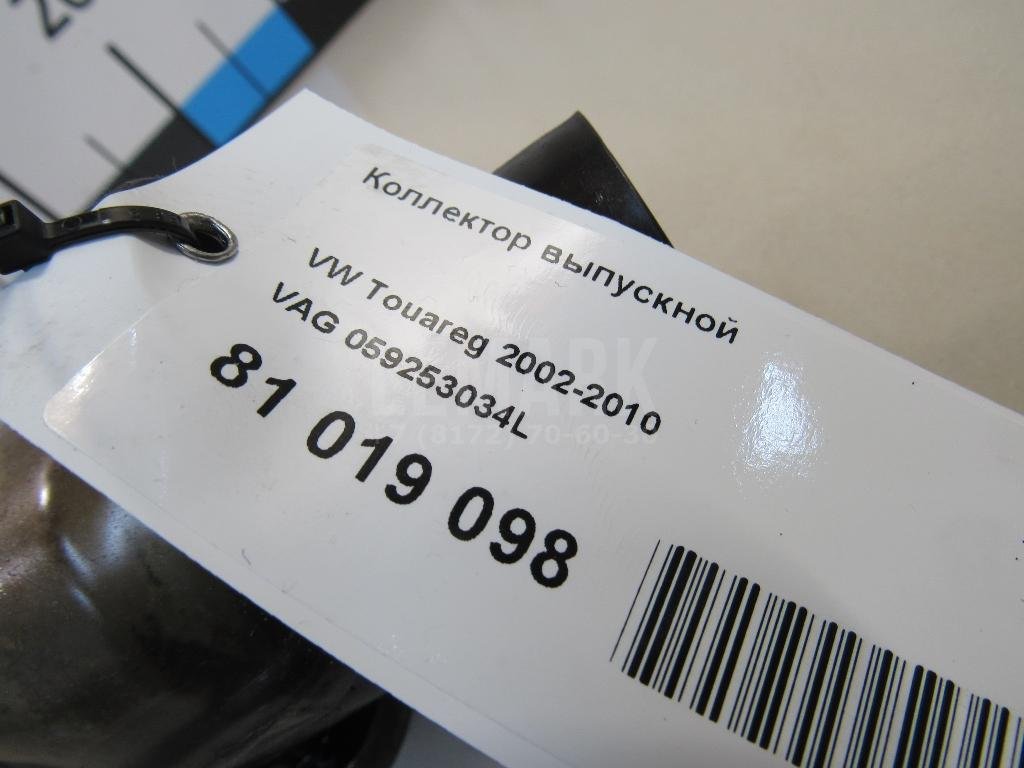 Коллектор выпускной
VW Touareg 2002-2010
VAG 059253034L
81 019 098